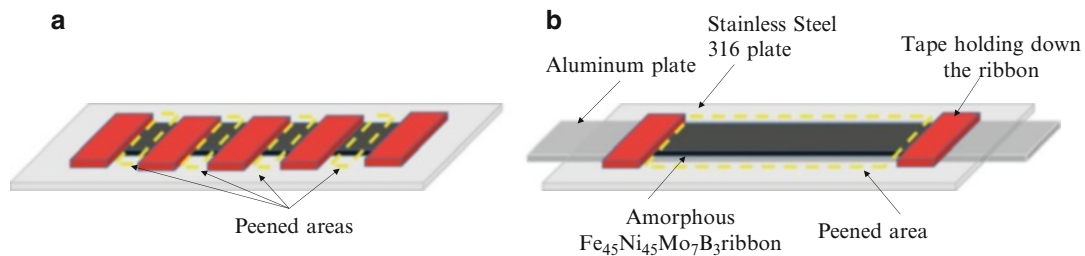 a
Peened areas
b
Stainless Steel
316 plate
Aluminum plate
Tape holding down
the ribbon
Amorphous
Fe₄₅Ni₄₅Mo₇B₃ribbon
Peened area